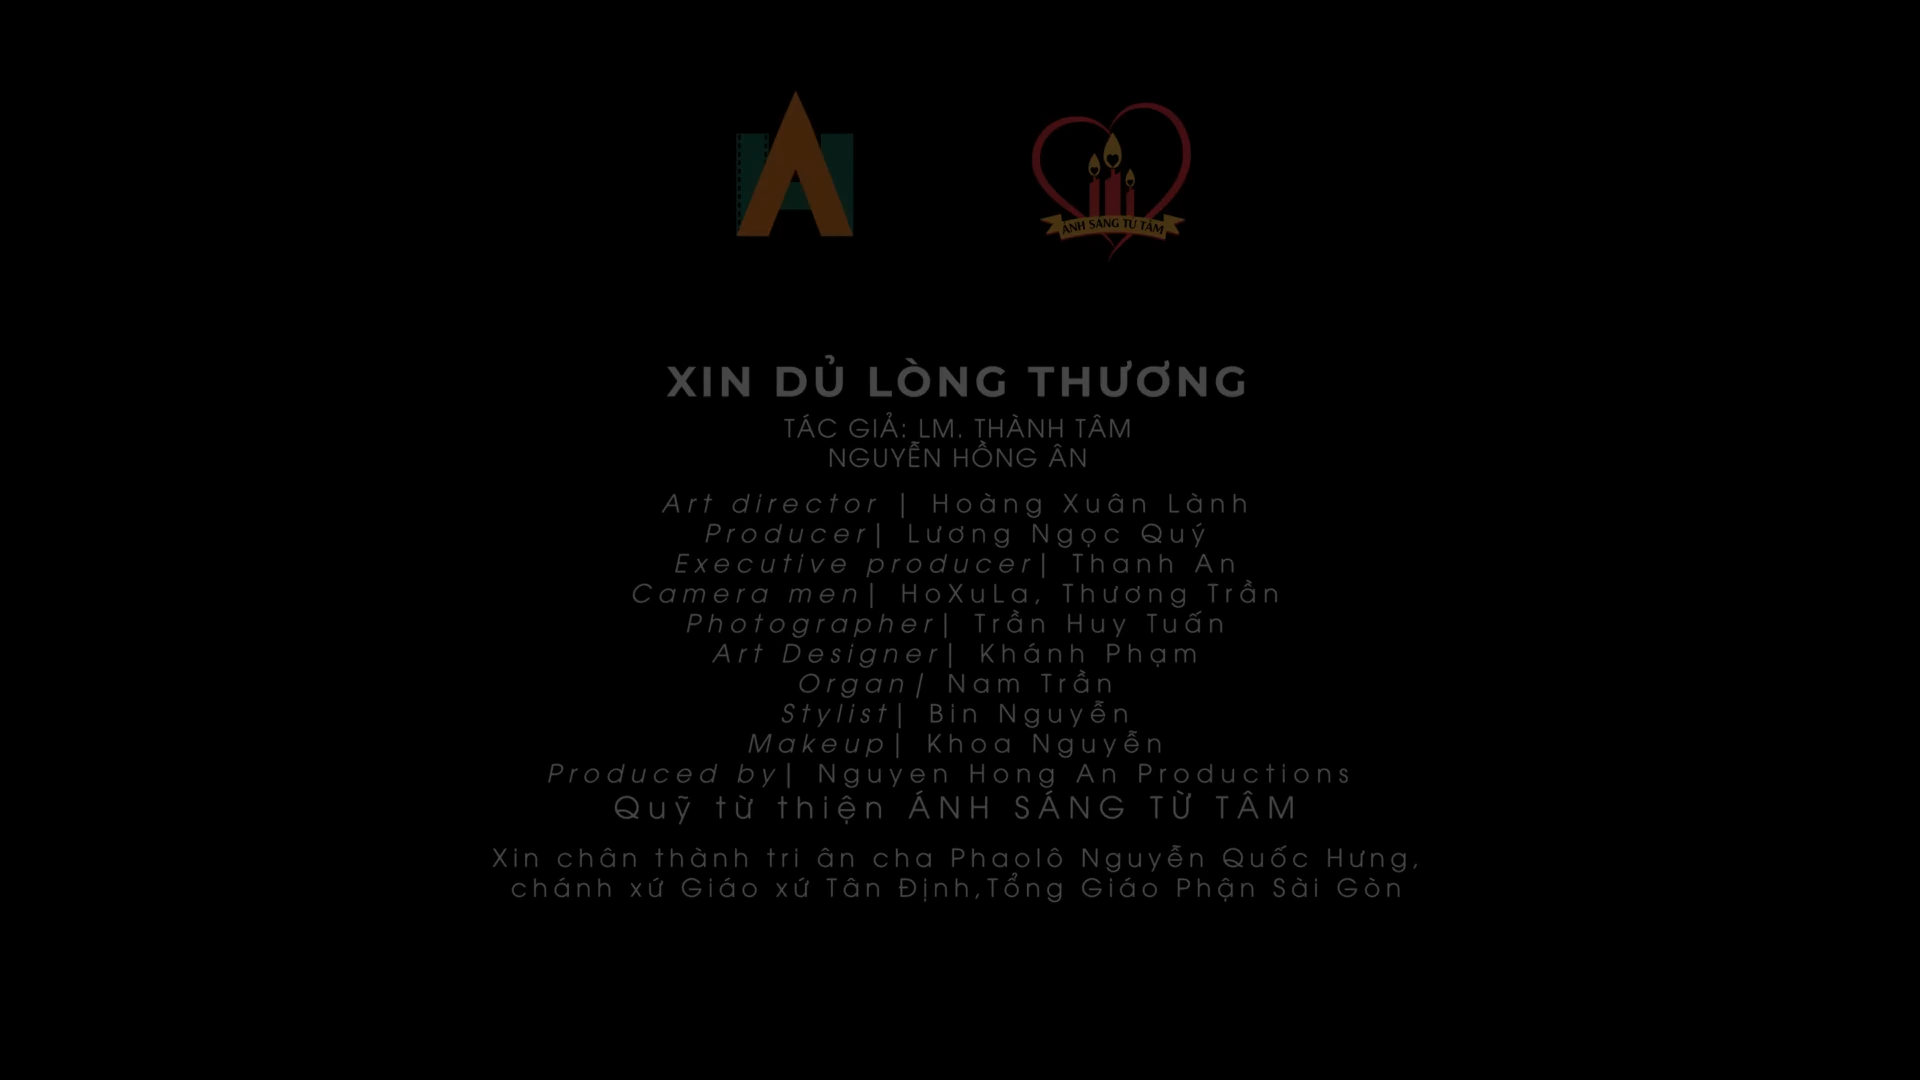 ÁNH SÁNG TỪ TÂM
XIN DỦ LÒNG THƯƠNG
TÁC GIẢ: LM. THÀNH TÂM
NGUYỄN HỒNG ÂN
Art director | Hoàng Xuân Lành
Producer| Lương Ngọc Quý
Executive producer| Thanh An
Camera men| HoXuLa, Thương Trần
Photographer| Trần Huy Tuấn
Art Designer| Khánh Phạm
Organ| Nam Trần
Stylist| Bin Nguyễn
Makeup| Khoa Nguyễn
Produced by| Nguyen Hong An Productions
Quỹ từ thiện ÁNH SÁNG TỪ TÂM
Xin chân thành tri ân cha Phaolô Nguyễn Quốc Hưng,
chánh xứ Giáo xứ Tân Định,Tổng Giáo Phận Sài Gòn